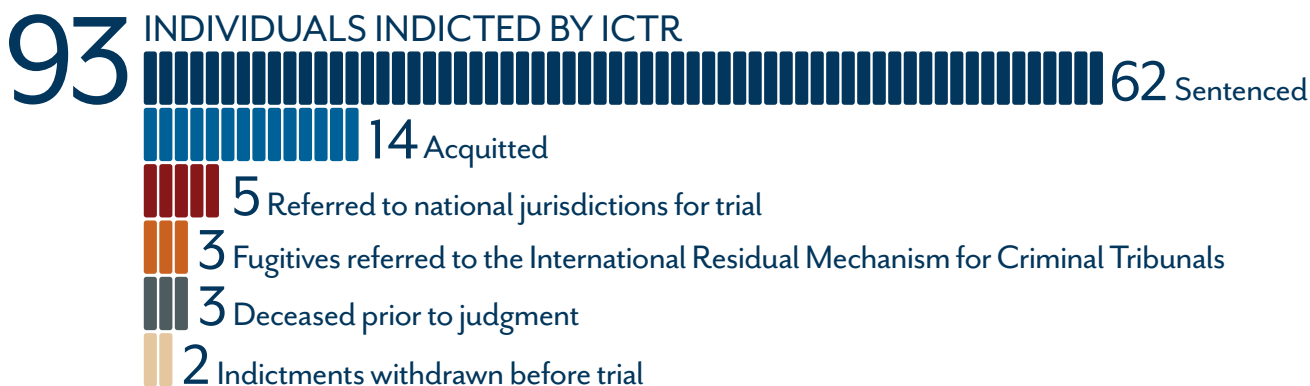 93 INDIVIDUALS INDICTED BY ICTR
62 Sentenced
14 Acquitted
5 Referred to national jurisdictions for trial
3 Fugitives referred to the International Residual Mechanism for Criminal Tribunals
3 Deceased prior to judgment
2 Indictments withdrawn before trial